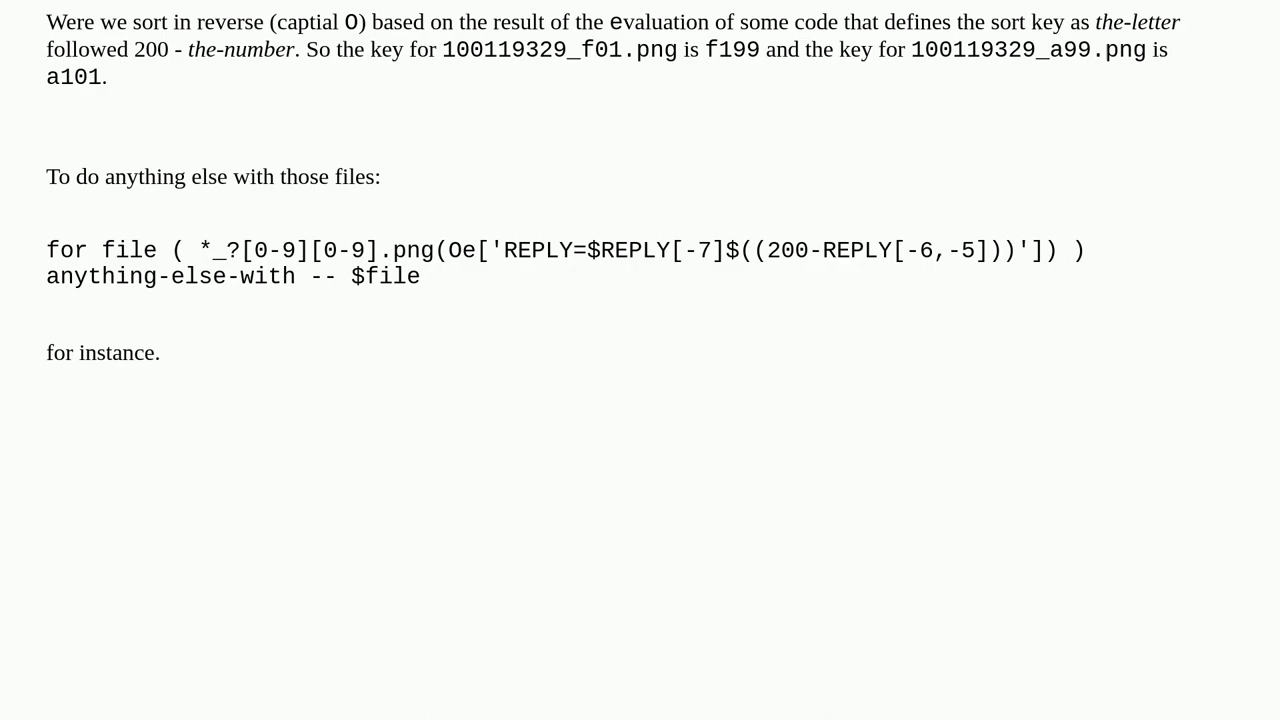 Were we sort in reverse (captial O) based on the result of the evaluation of some code that defines the sort key as the-letter
followed 200 - the-number. So the key for 100119329_f01.png is f199 and the key for 100119329_a99.png is
a101.
To do anything else with those files:
for file ( *_?[0-9][0-9].png(Oe['REPLY=$REPLY[-7]$((200-REPLY[-6,-5]))']) )
anything-else-with -- $file
for instance.